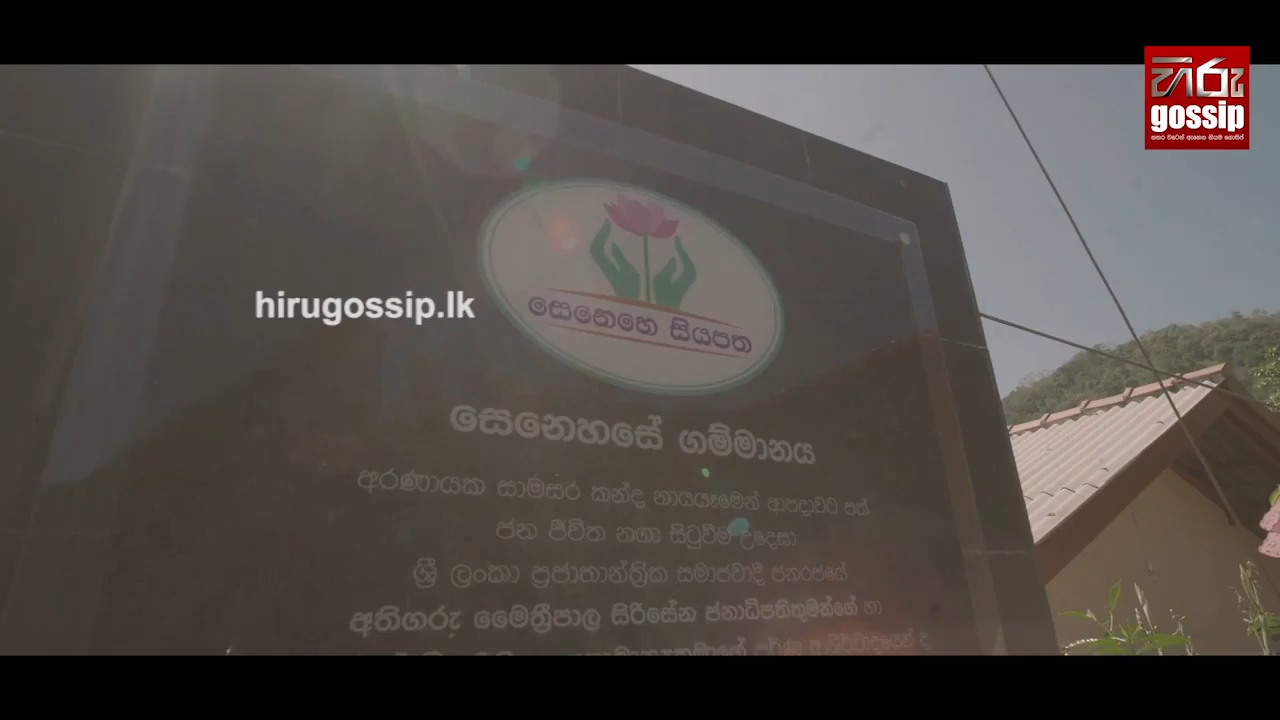 හිරු
gossip
hirugossip.lk
සෙනෙහෙ සියපත
සෙනෙහසේ ගම්මානය
අරණායක සාමසර කන්ද නායයෑමෙන් ආපදාවට පත්
ජන ජීවිත නගා සිටුවීම උදෙසා
ශ්‍රී ලංකා ප්‍රජාතාන්ත්‍රික සමාජවාදී ජනරජයේ
අතිගරු මෛත්‍රීපාල සිරිසේන ජනාධිපතිතුමන්ගේ හා